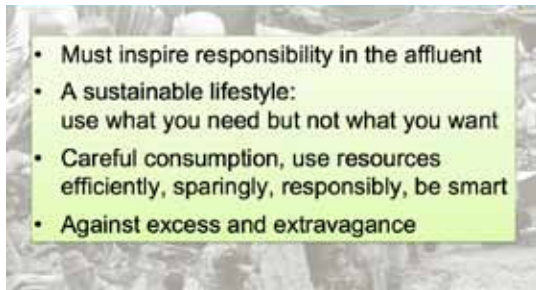 • Must inspire responsibility in the affluent
• A sustainable lifestyle:
use what you need but not what you want
• Careful consumption, use resources
efficiently, sparingly, responsibly, be smart
• Against excess and extravagance